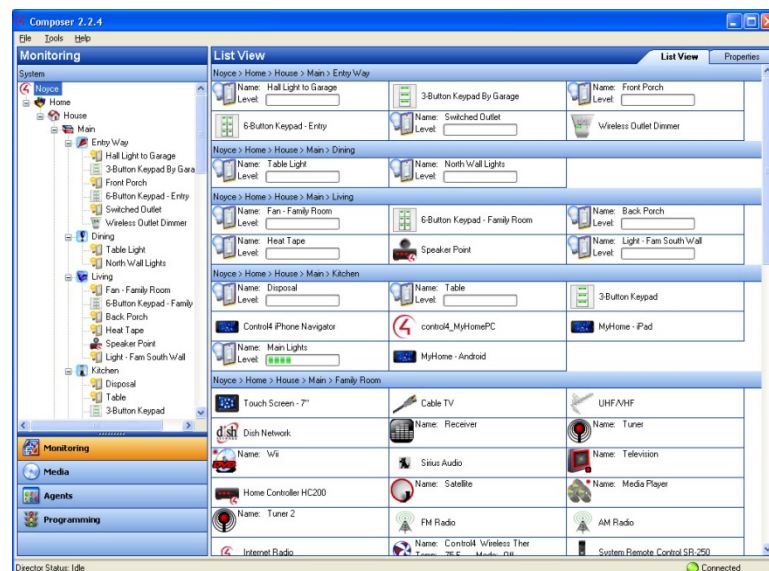 Composer 2.2.4
File Tools Help
Monitoring
System
Noyce
Home
House
Main
Entry Way
Hall Light to Garage
3-Button Keypad By Gara
Front Porch
6-Button Keypad - Entry
Switched Outlet
Wireless Outlet Dimmer
Dining
Table Light
North Wall Lights
Living
Fan - Family Room
6-Button Keypad - Family
Back Porch
Heat Tape
Speaker Point
Light - Fam South Wall
Kitchen
Disposal
Table
3-Button Keypad
Monitoring
Media
Agents
Programming
List View
List View Properties
Noyce > Home > House > Main > Entry Way
Name: Hall Light to Garage
Level:
3-Button Keypad By Garage
Name: Front Porch
Level:
6-Button Keypad - Entry
Name: Switched Outlet
Level:
Wireless Outlet Dimmer
Noyce > Home > House > Main > Dining
Name: Table Light
Level:
Name: North Wall Lights
Level:
Noyce > Home > House > Main > Living
Name: Fan - Family Room
Level:
6-Button Keypad - Family Room
Name: Back Porch
Level:
Name: Heat Tape
Level:
Speaker Point
Name: Light - Fam South Wall
Level:
Noyce > Home > House > Main > Kitchen
Name: Disposal
Level:
Name: Table
Level:
3-Button Keypad
Control4 iPhone Navigator
control4_MyHomePC
MyHome - iPad
Name: Main Lights
Level:
MyHome - Android
Noyce > Home > House > Main > Family Room
Touch Screen - 7"
Cable TV
UHF/VHF
dish Dish Network
Name: Receiver
Name: Tuner
Name: Wii
Sirius Audio
Name: Television
Home Controller HC200
Name: Satellite
Name: Media Player
Name: Tuner 2
FM Radio
AM Radio
Internet Radio
Name: Control4 Wireless Ther
Temp: 75 F Mode: Off
System Remote Control SR-250
Director Status: Idle
Connected